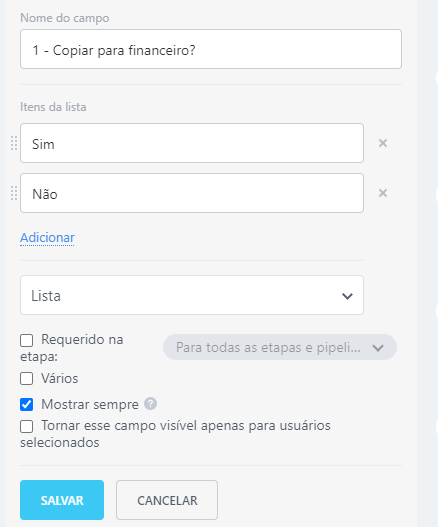 Nome do campo
1 - Copiar para financeiro?
Itens da lista
Sim
Não
Adicionar
Lista
Requerido na etapa:
Para todas as etapas e pipeli...
Vários
Mostrar sempre ?
Tornar esse campo visível apenas para usuários
selecionados
SALVAR
CANCELAR